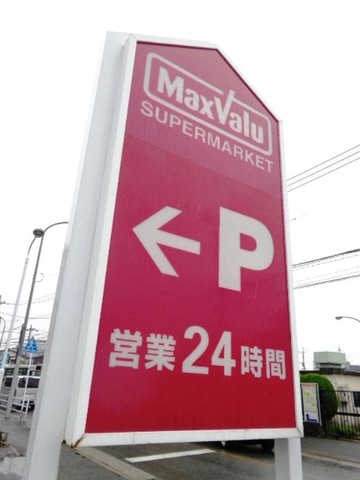 MaxValu
SUPERMARKET
← P
営業24時間